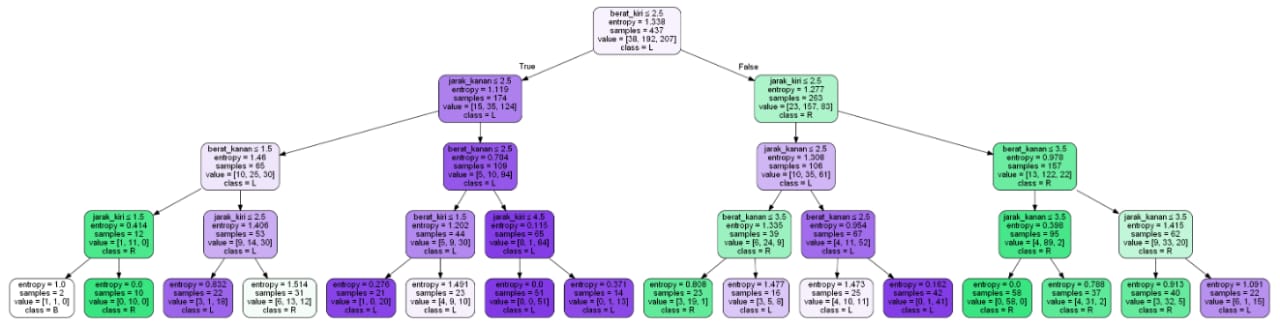 berat_kiri ≤ 2.5
entropy = 1.338
samples = 437
value = [38, 192, 207]
class = L
True
False
jarak_kanan ≤ 2.5
entropy = 1.119
samples = 174
value = [15, 35, 124]
class = L
jarak_kiri ≤ 2.5
entropy = 1.277
samples = 263
value = [23, 157, 83]
class = R
berat_kanan ≤ 1.5
entropy = 1.46
samples = 65
value = [10, 25, 30]
class = L
berat_kanan ≤ 2.5
entropy = 0.704
samples = 109
value = [5, 10, 94]
class = L
jarak_kanan ≤ 2.5
entropy = 1.308
samples = 106
value = [10, 35, 61]
class = L
berat_kanan ≤ 3.5
entropy = 0.978
samples = 157
value = [13, 122, 22]
class = R
jarak_kiri ≤ 1.5
entropy = 0.414
samples = 12
value = [1, 11, 0]
class = R
jarak_kiri ≤ 2.5
entropy = 1.406
samples = 53
value = [9, 14, 30]
class = L
berat_kiri ≤ 1.5
entropy = 1.202
samples = 44
value = [5, 9, 30]
class = L
jarak_kiri ≤ 4.5
entropy = 0.115
samples = 65
value = [0, 1, 64]
class = L
berat_kanan ≤ 3.5
entropy = 1.335
samples = 39
value = [6, 24, 9]
class = R
berat_kanan ≤ 2.5
entropy = 0.954
samples = 67
value = [4, 11, 52]
class = L
jarak_kanan ≤ 3.5
entropy = 0.398
samples = 95
value = [4, 89, 2]
class = R
jarak_kanan ≤ 3.5
entropy = 1.415
samples = 62
value = [9, 33, 20]
class = R
entropy = 1.0
samples = 2
value = [1, 1, 0]
class = B
entropy = 0.0
samples = 10
value = [0, 10, 0]
class = R
entropy = 0.832
samples = 22
value = [3, 1, 18]
class = L
entropy = 1.514
samples = 31
value = [6, 13, 12]
class = R
entropy = 0.276
samples = 21
value = [1, 0, 20]
class = L
entropy = 1.491
samples = 23
value = [4, 9, 10]
class = L
entropy = 0.0
samples = 51
value = [0, 0, 51]
class = L
entropy = 0.371
samples = 14
value = [0, 1, 13]
class = L
entropy = 0.808
samples = 23
value = [3, 19, 1]
class = R
entropy = 1.477
samples = 16
value = [3, 5, 8]
class = L
entropy = 1.473
samples = 25
value = [4, 10, 11]
class = L
entropy = 0.162
samples = 42
value = [0, 1, 41]
class = L
entropy = 0.0
samples = 58
value = [0, 58, 0]
class = R
entropy = 0.788
samples = 37
value = [4, 31, 2]
class = R
entropy = 0.913
samples = 40
value = [3, 32, 5]
class = R
entropy = 1.091
samples = 22
value = [6, 1, 15]
class = L